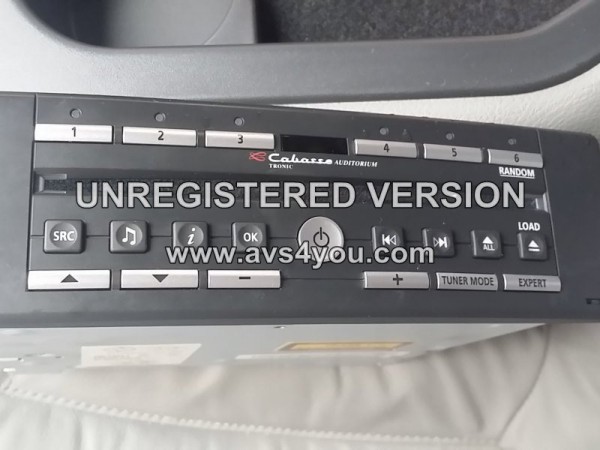 1 2 3 4 5 6
Cabasse AUDITORIUM
TRONIC
RANDOM
UNREGISTERED VERSION
LOAD
SRC i OK ALL
www.avs4you.com
- + TUNER MODE EXPERT